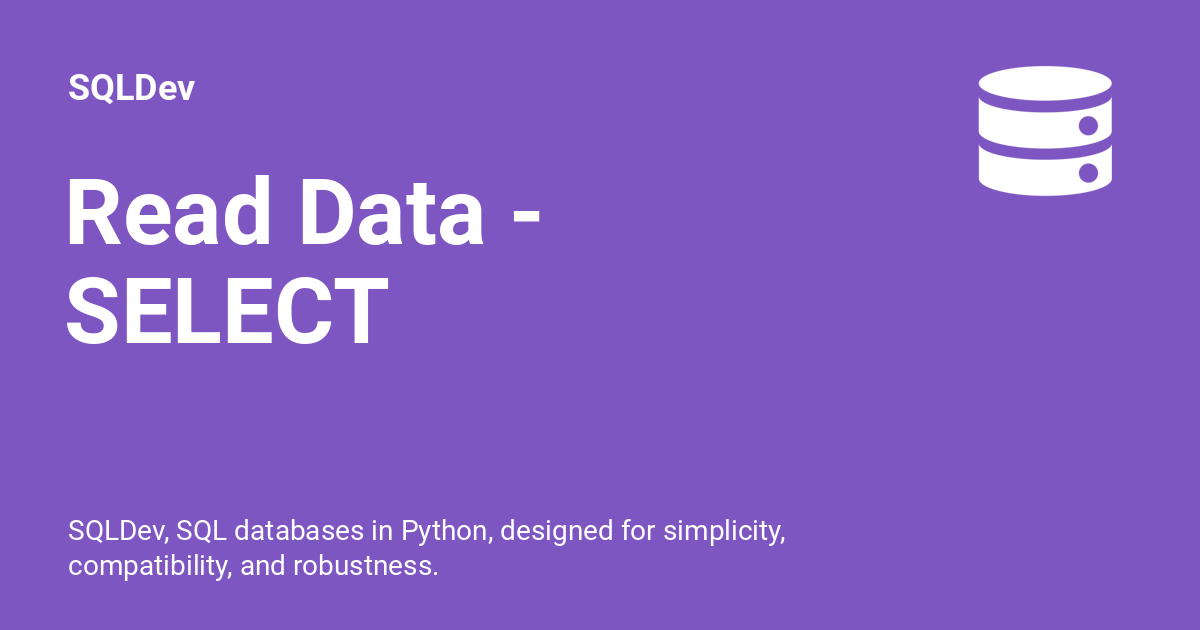 SQLDev
Read Data -
SELECT
SQLDev, SQL databases in Python, designed for simplicity,
compatibility, and robustness.